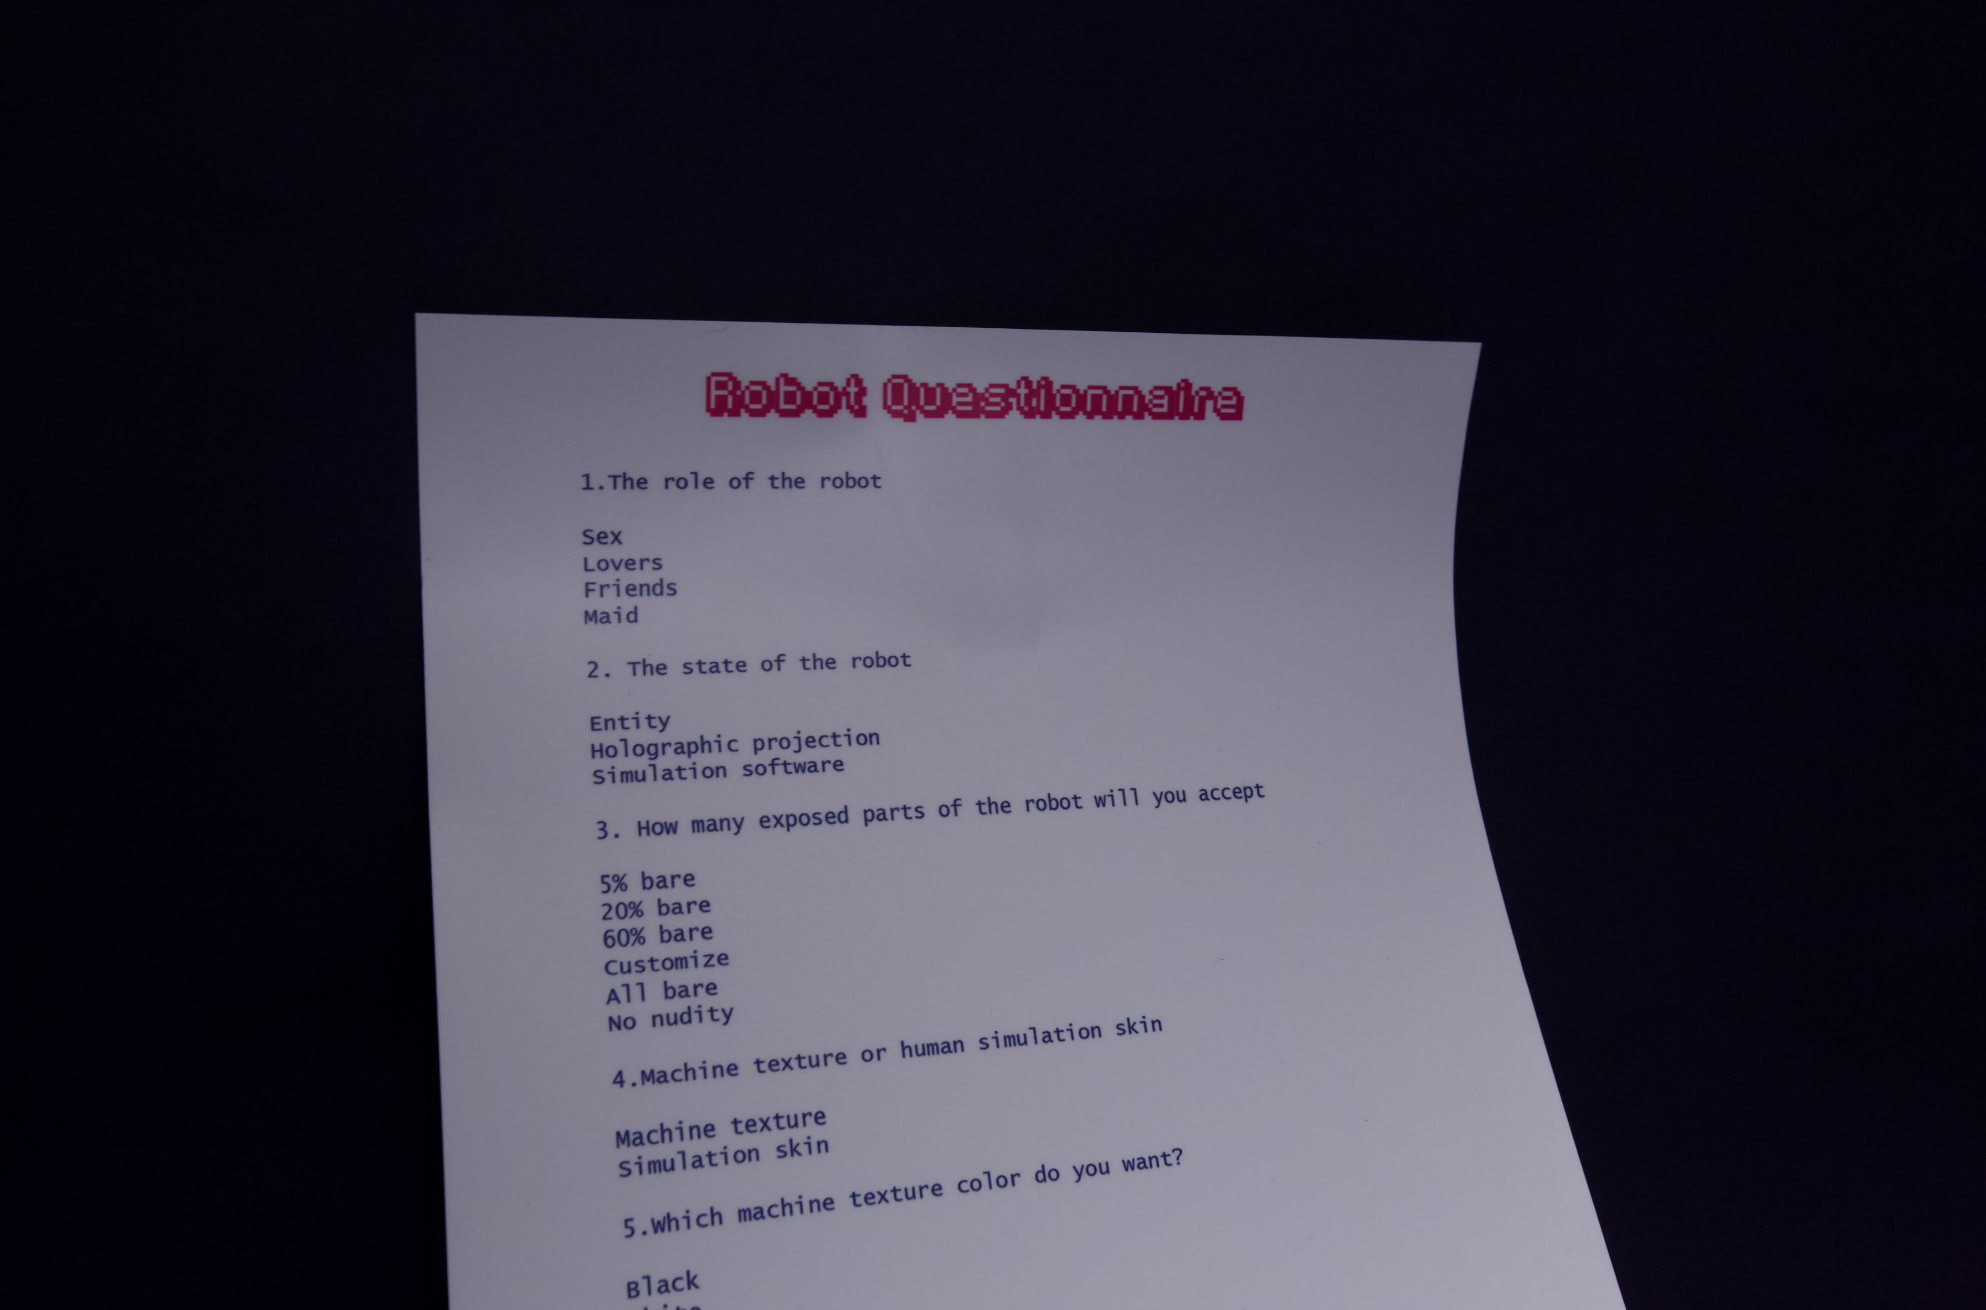 Robot Questionnaire
1.The role of the robot
Sex
Lovers
Friends
Maid
2. The state of the robot
Entity
Holographic projection
Simulation software
3. How many exposed parts of the robot will you accept
5% bare
20% bare
60% bare
Customize
All bare
No nudity
4.Machine texture or human simulation skin
Machine texture
Simulation skin
5.Which machine texture color do you want?
Black